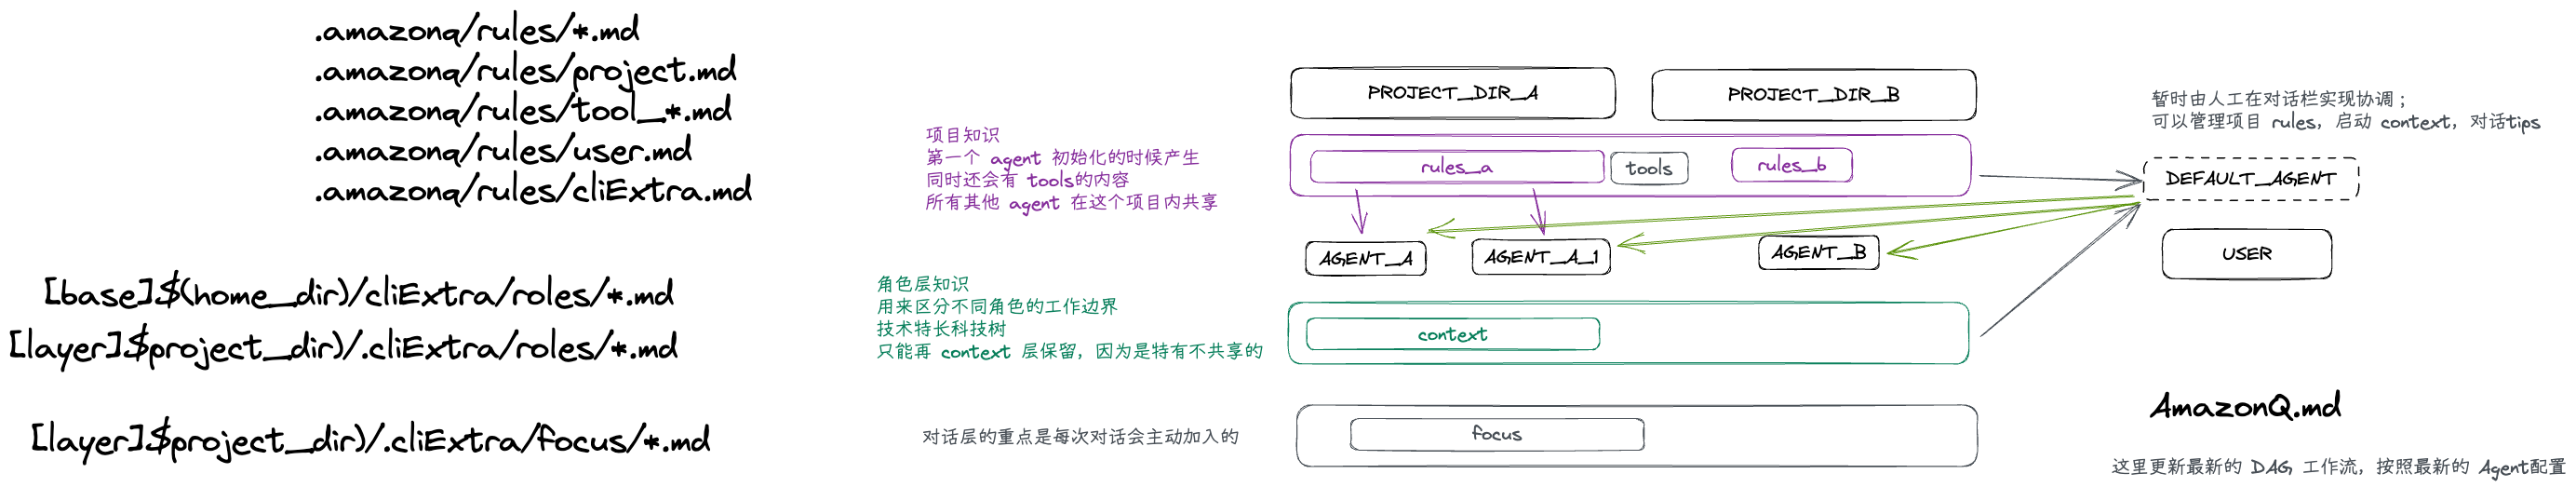 .amazonq/rules/*.md
.amazonq/rules/project.md
.amazonq/rules/tool_*.md
.amazonq/rules/user.md
.amazonq/rules/cliExtra.md
[base].$(home_dir)/cliExtra/roles/*.md
[layer].$project_dir)/.cliExtra/roles/*.md
[layer].$project_dir)/.cliExtra/focus/*.md
项目知识
第一个 agent 初始化的时候产生
同时还会有 tools的内容
所有其他 agent 在这个项目内共享
角色层知识
用来区分不同角色的工作边界
技术特长科技树
只能再 context 层保留，因为是特有不共享的
对话层的重点是每次对话会主动加入的
PROJECT_DIR_A
PROJECT_DIR_B
rules_a
tools
rules_b
AGENT_A
AGENT_A_1
AGENT_B
context
focus
暂时由人工在对话栏实现协调；
可以管理项目 rules，启动 context，对话tips
DEFAULT_AGENT
USER
AmazonQ.md
这里更新最新的 DAG 工作流，按照最新的 Agent配置